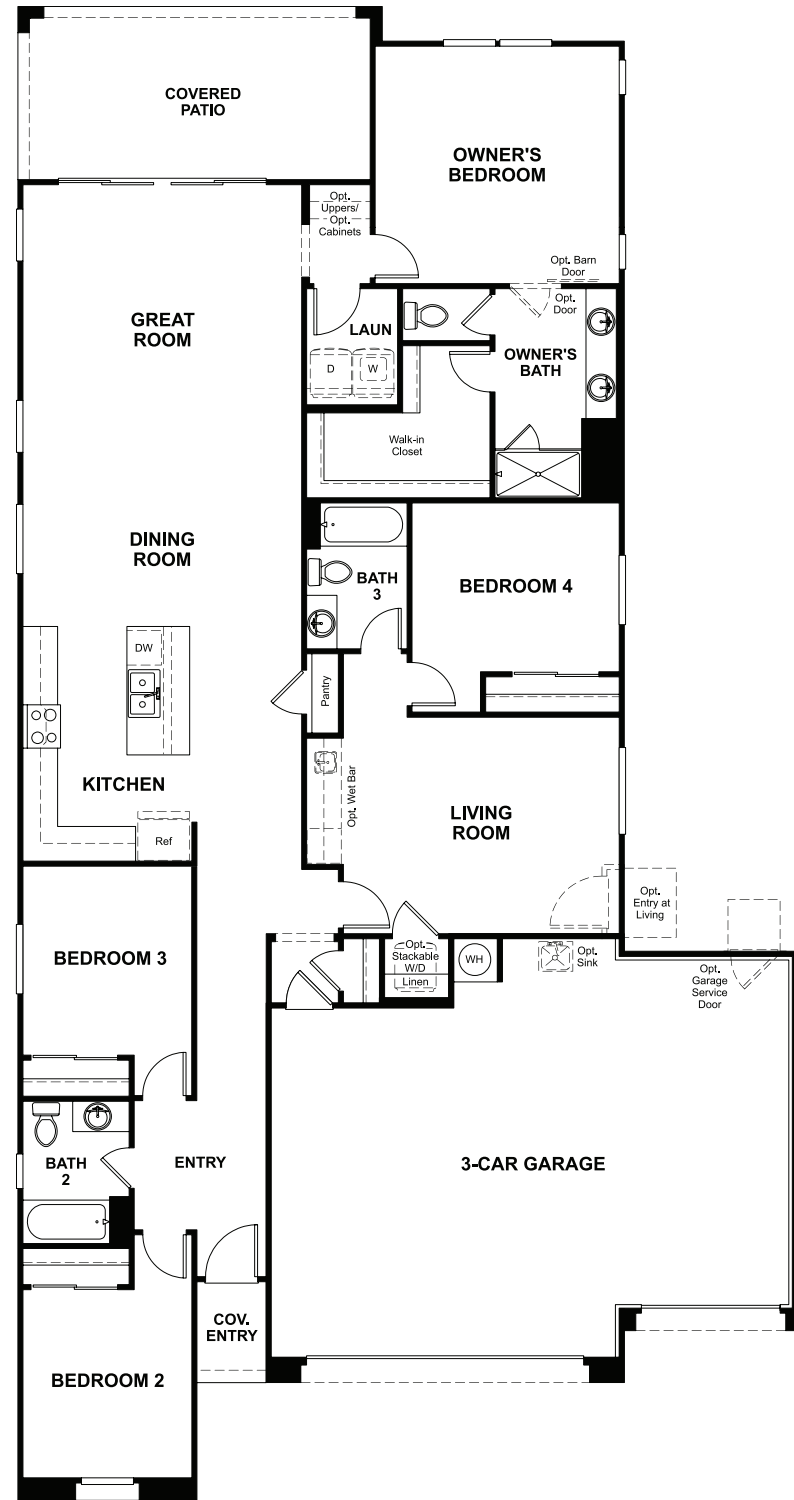 COVERED
PATIO
OWNER'S
BEDROOM
Opt.
Uppers/
Opt.
Cabinets
Opt. Barn
Door
Opt.
Door
GREAT
ROOM
LAUN
D
W
OWNER'S
BATH
Walk-in
Closet
DINING
ROOM
BATH
3
BEDROOM 4
DW
Pantry
KITCHEN
Ref
Opt. Wet Bar
LIVING
ROOM
Opt.
Entry at
Living
BEDROOM 3
Opt.
Stackable
W/D
Linen
WH
Opt.
Sink
Opt.
Garage
Service
Door
BATH
2
ENTRY
3-CAR GARAGE
COV.
ENTRY
BEDROOM 2